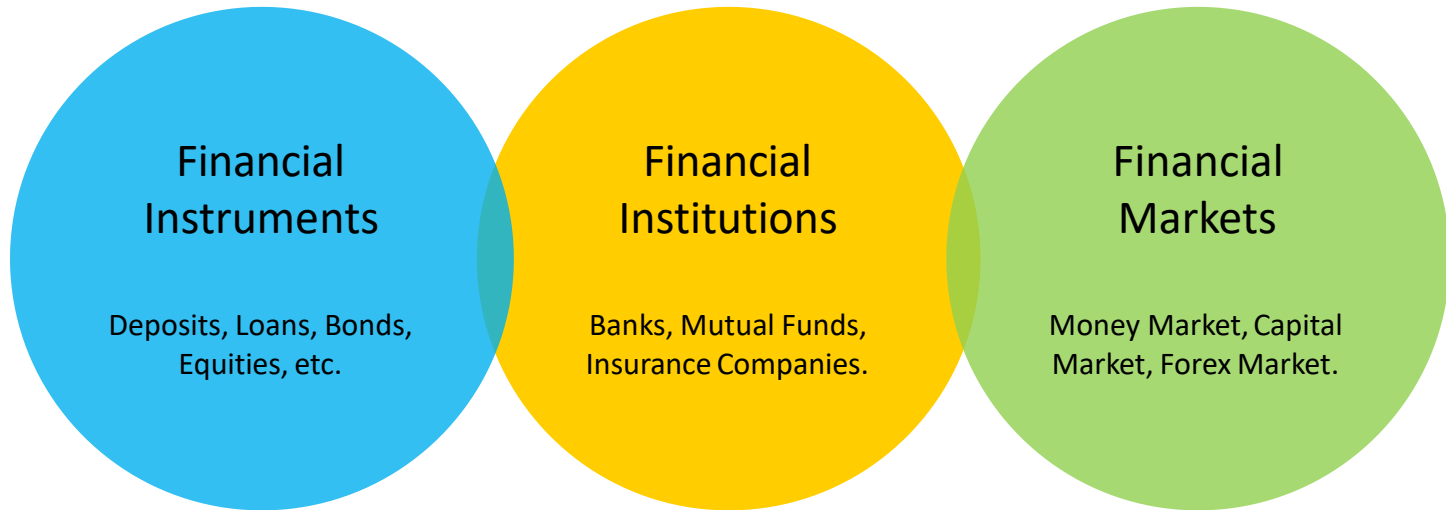 Financial
Instruments
Deposits, Loans, Bonds,
Equities, etc.
Financial
Institutions
Banks, Mutual Funds,
Insurance Companies.
Financial
Markets
Money Market, Capital
Market, Forex Market.